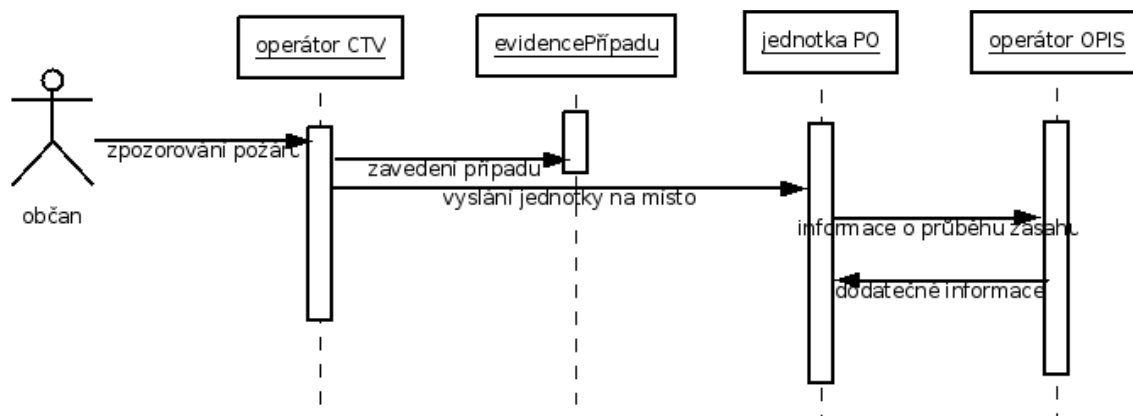 operátor CTV
evidencePřípadu
jednotka PO
operátor OPIS
zpozorování požáru
zavedení případu
vyslání jednotky na místo
občan
informace o průběhu zásahu
dodatečné informace